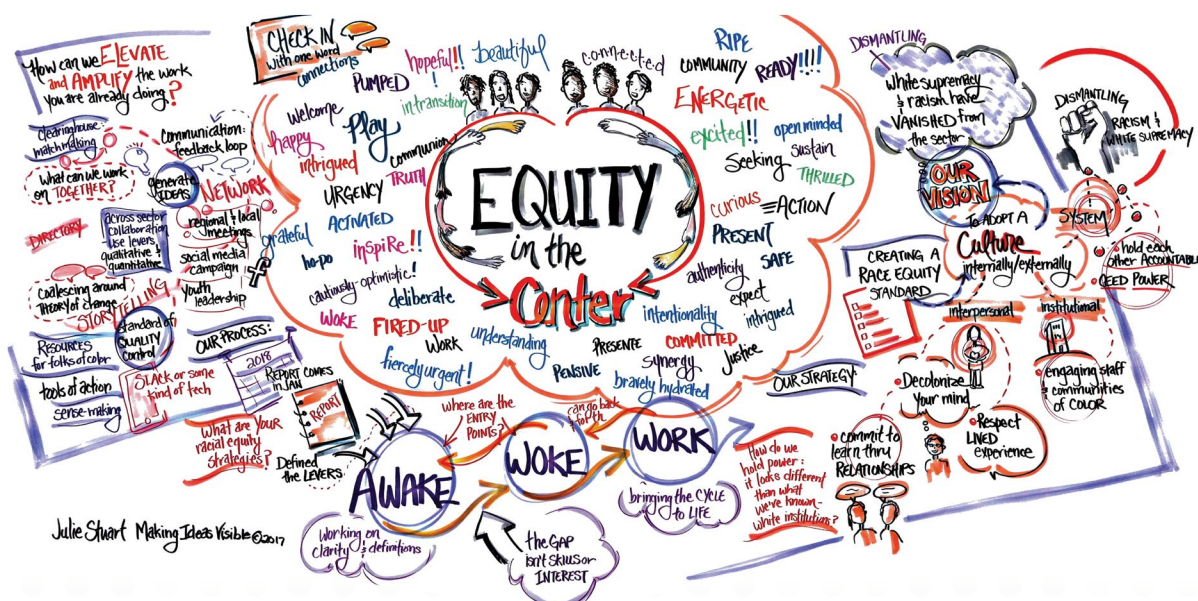 How can we ELEVATE
and AMPLIFY the work
you are already doing?
Clearinghouse:
matchmaking
Communication:
feedback loop
What can we work
on TOGETHER?
generate
IDEAS
NETWORK
DIRECTORY
across sector
collaboration
use levers,
qualitative &
quantitative
regional & local
meetings
social media
campaign
Youth
leadership
Coalescing around
THEORY of change
STORYTELLING
standard of
QUALITY
Control
RESOURCES
for folks of color
tools of action
sense-making
SLACK or some
kind of tech
OUR PROCESS:
2018
REPORT COMES
IN JAN
REPORT
What are your
racial equity
strategies?
Defined
the LEVERS
CHECK IN
with one word
connections
PUMPED
hopeful!!!
beautiful
connected
RIPE
COMMUNITY
READY!!!!
Welcome
Play
in transition
ENERGETIC
happy
intrigued
communion
TRUTH
excited!!
open minded
seeking
sustain
THRILLED
URGENCY
ACTIVATED
curious
ACTION
grateful
ho-po
inspire!!
PRESENT
SAFE
cautiously-optimistic!
deliberate
authenticity
expect
intrigued
WOKE
FIRED-UP
WORK
understanding
intentionality
PRESENTE
COMMITTED
synergy
Justice
fiercely urgent!
PENSIVE
bravely hydrated
EQUITY
in the
Center
DISMANTLING
White supremacy
& racism have
VANISHED from
the sector
DISMANTLING
RACISM &
WHITE SUPREMACY
OUR
VISION
TO ADOPT A
Culture
internally/externally
SYSTEM
hold each
other ACCOUNTABLE
CEED POWER
CREATING A
RACE EQUITY
STANDARD
interpersonal
institutional
OUR STRATEGY
Decolonize
Your mind
engaging staff
& communities
of COLOR
commit to
learn thru
RELATIONSHIPS
Respect
LIVED
experience
where are the
ENTRY
POINTS?
can go back
& forth
AWAKE
WOKE
WORK
How do we
hold power:
it looks different
than what
we've known-
white institutions?
bringing the CYCLE
to LIFE
Working on
clarity & definitions
the GAP
isn't SKILLS OR
INTEREST
Julie Stuart Making Ideas Visible © 2017